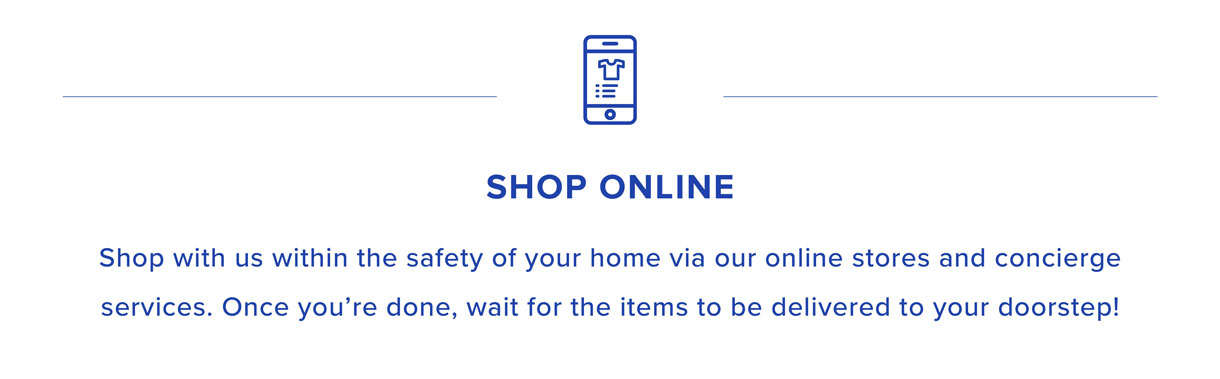 SHOP ONLINE
Shop with us within the safety of your home via our online stores and concierge
services. Once you’re done, wait for the items to be delivered to your doorstep!